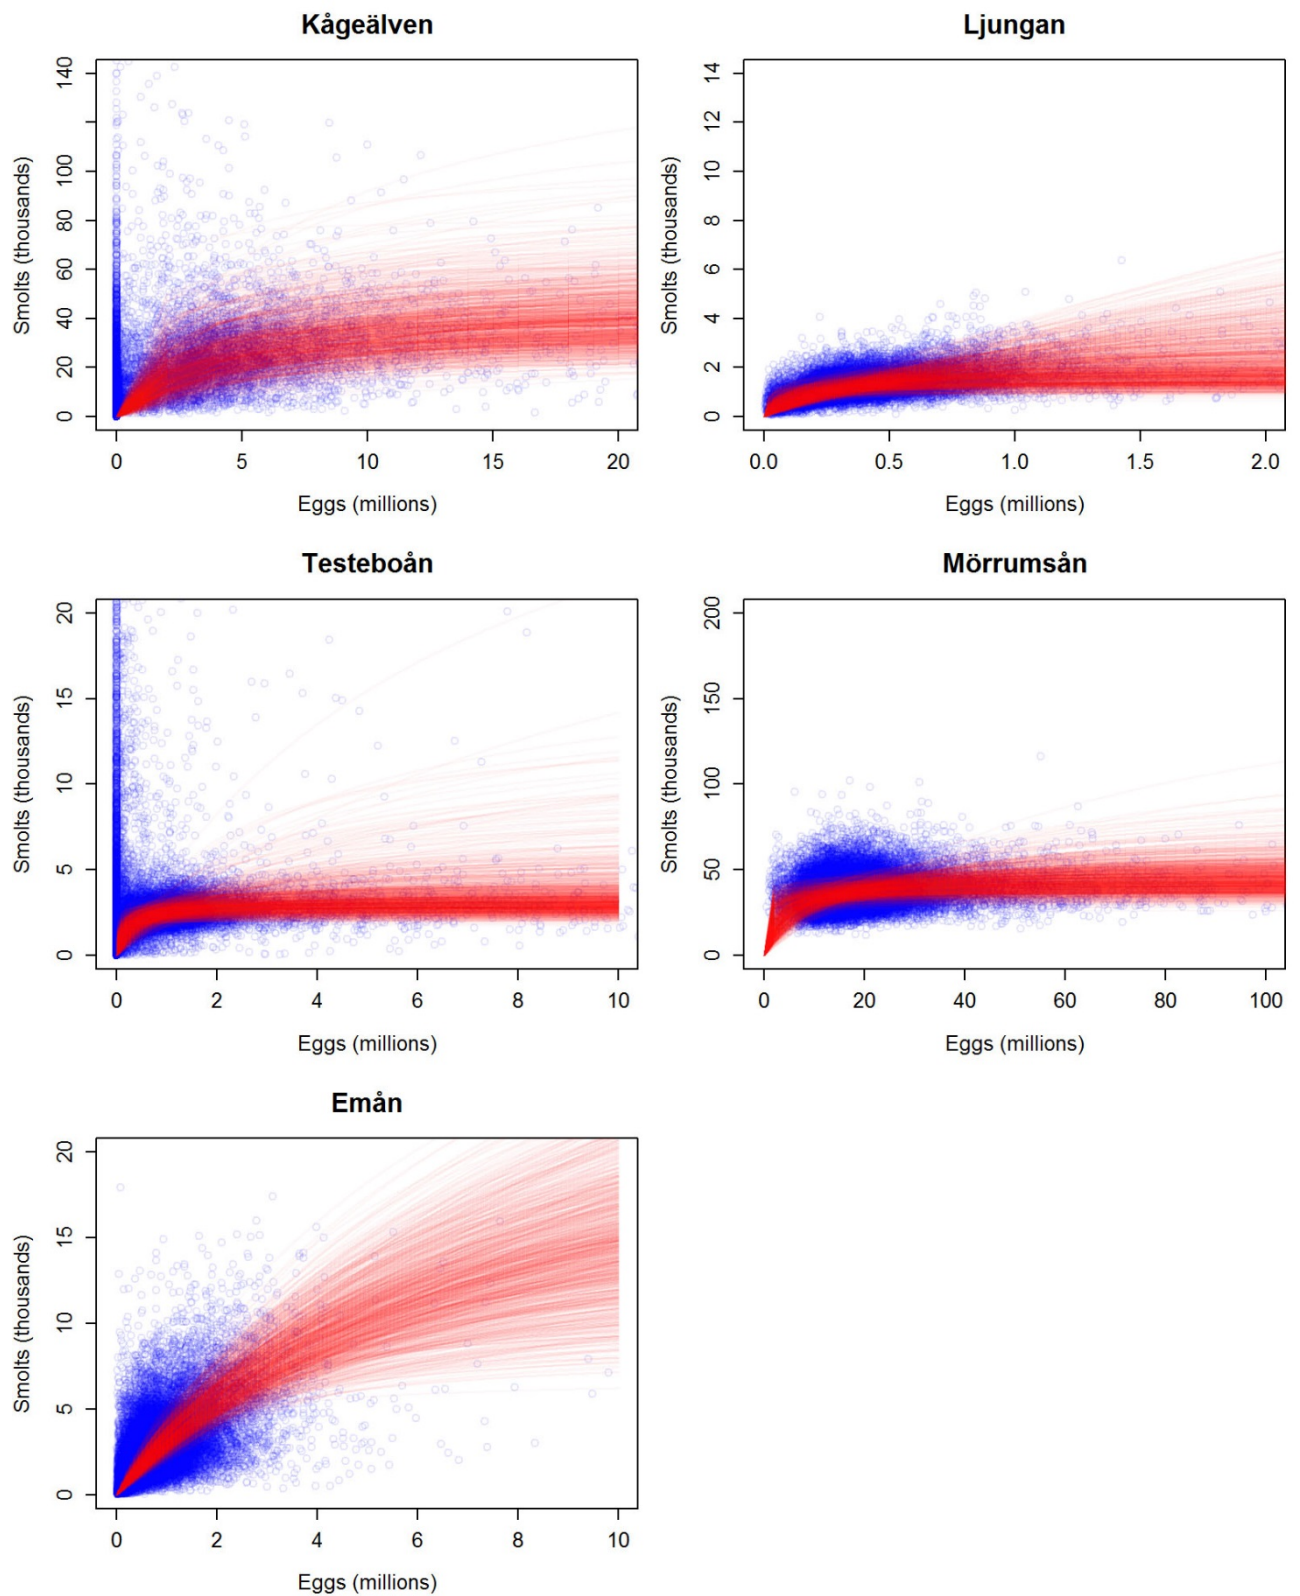 Kågeälven
Smolts (thousands)
0 20 40 60 80 100 140
0 5 10 15 20
Eggs (millions)
Ljungan
Smolts (thousands)
0 2 4 6 8 10 12 14
0.0 0.5 1.0 1.5 2.0
Eggs (millions)
Testeboån
Smolts (thousands)
0 5 10 15 20
0 2 4 6 8 10
Eggs (millions)
Mörrumsån
Smolts (thousands)
0 50 100 150 200
0 20 40 60 80 100
Eggs (millions)
Emån
Smolts (thousands)
0 5 10 15 20
0 2 4 6 8 10
Eggs (millions)